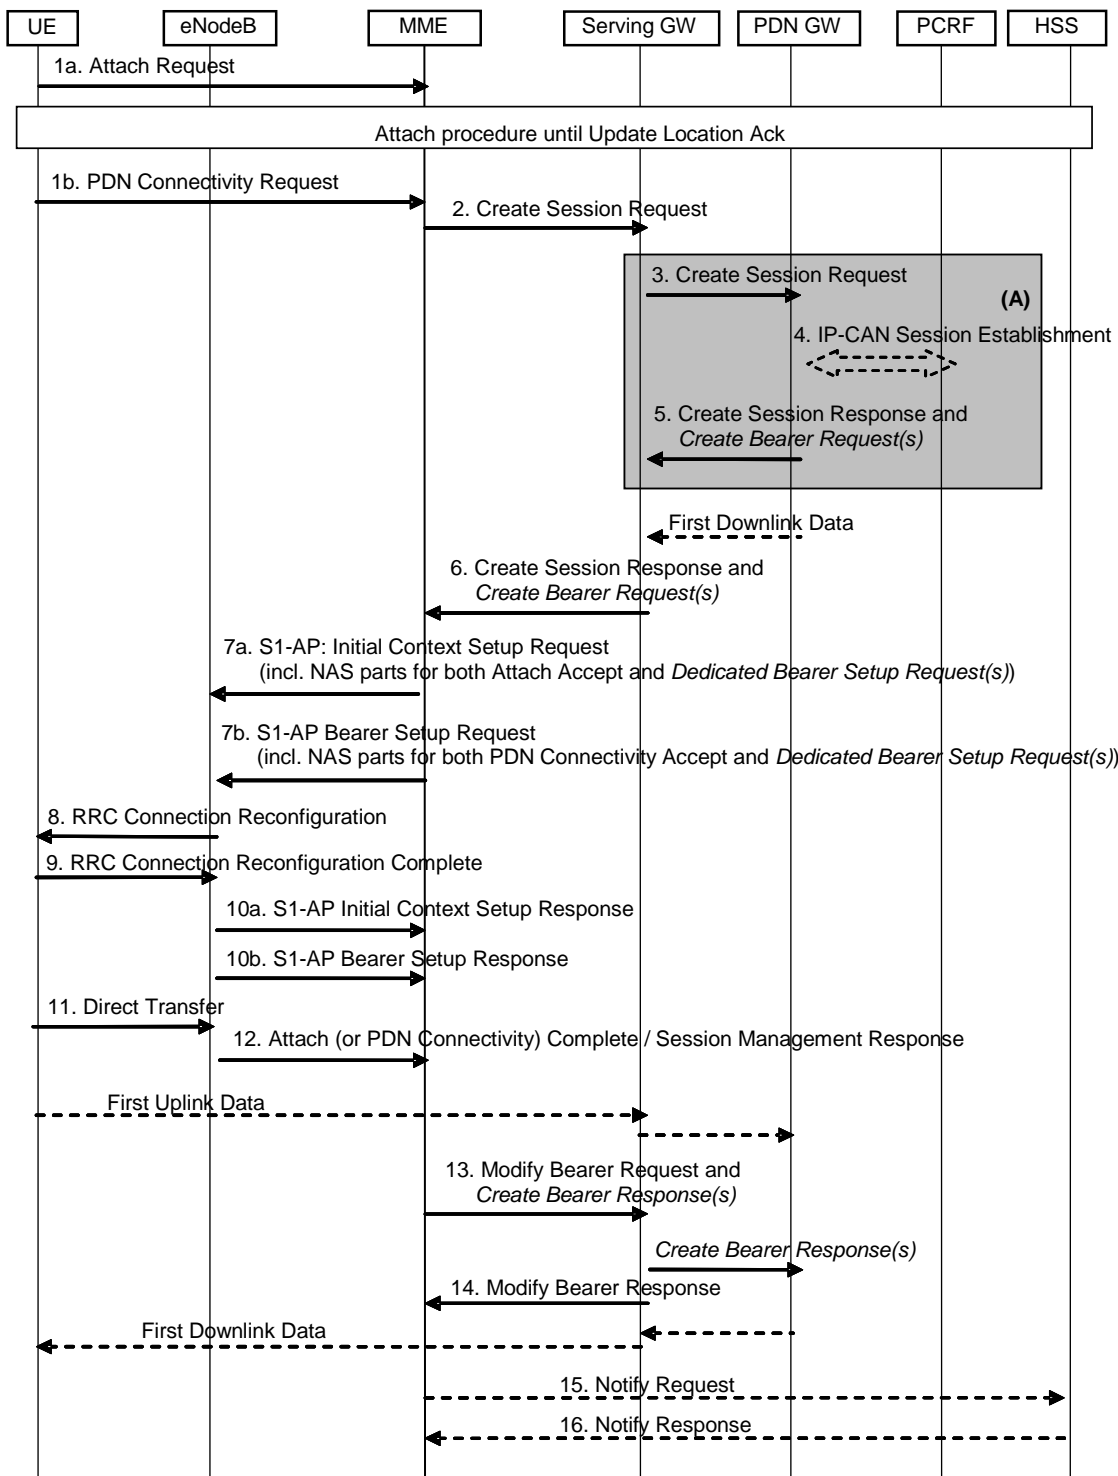 UE eNodeB MME Serving GW PDN GW PCRF HSS
1a. Attach Request
Attach procedure until Update Location Ack
1b. PDN Connectivity Request
2. Create Session Request
3. Create Session Request
(A)
4. IP-CAN Session Establishment
5. Create Session Response and
Create Bearer Request(s)
First Downlink Data
6. Create Session Response and
Create Bearer Request(s)
7a. S1-AP: Initial Context Setup Request
(incl. NAS parts for both Attach Accept and Dedicated Bearer Setup Request(s))
7b. S1-AP Bearer Setup Request
(incl. NAS parts for both PDN Connectivity Accept and Dedicated Bearer Setup Request(s))
8. RRC Connection Reconfiguration
9. RRC Connection Reconfiguration Complete
10a. S1-AP Initial Context Setup Response
10b. S1-AP Bearer Setup Response
11. Direct Transfer
12. Attach (or PDN Connectivity) Complete / Session Management Response
First Uplink Data
13. Modify Bearer Request and
Create Bearer Response(s)
Create Bearer Response(s)
14. Modify Bearer Response
First Downlink Data
15. Notify Request
16. Notify Response